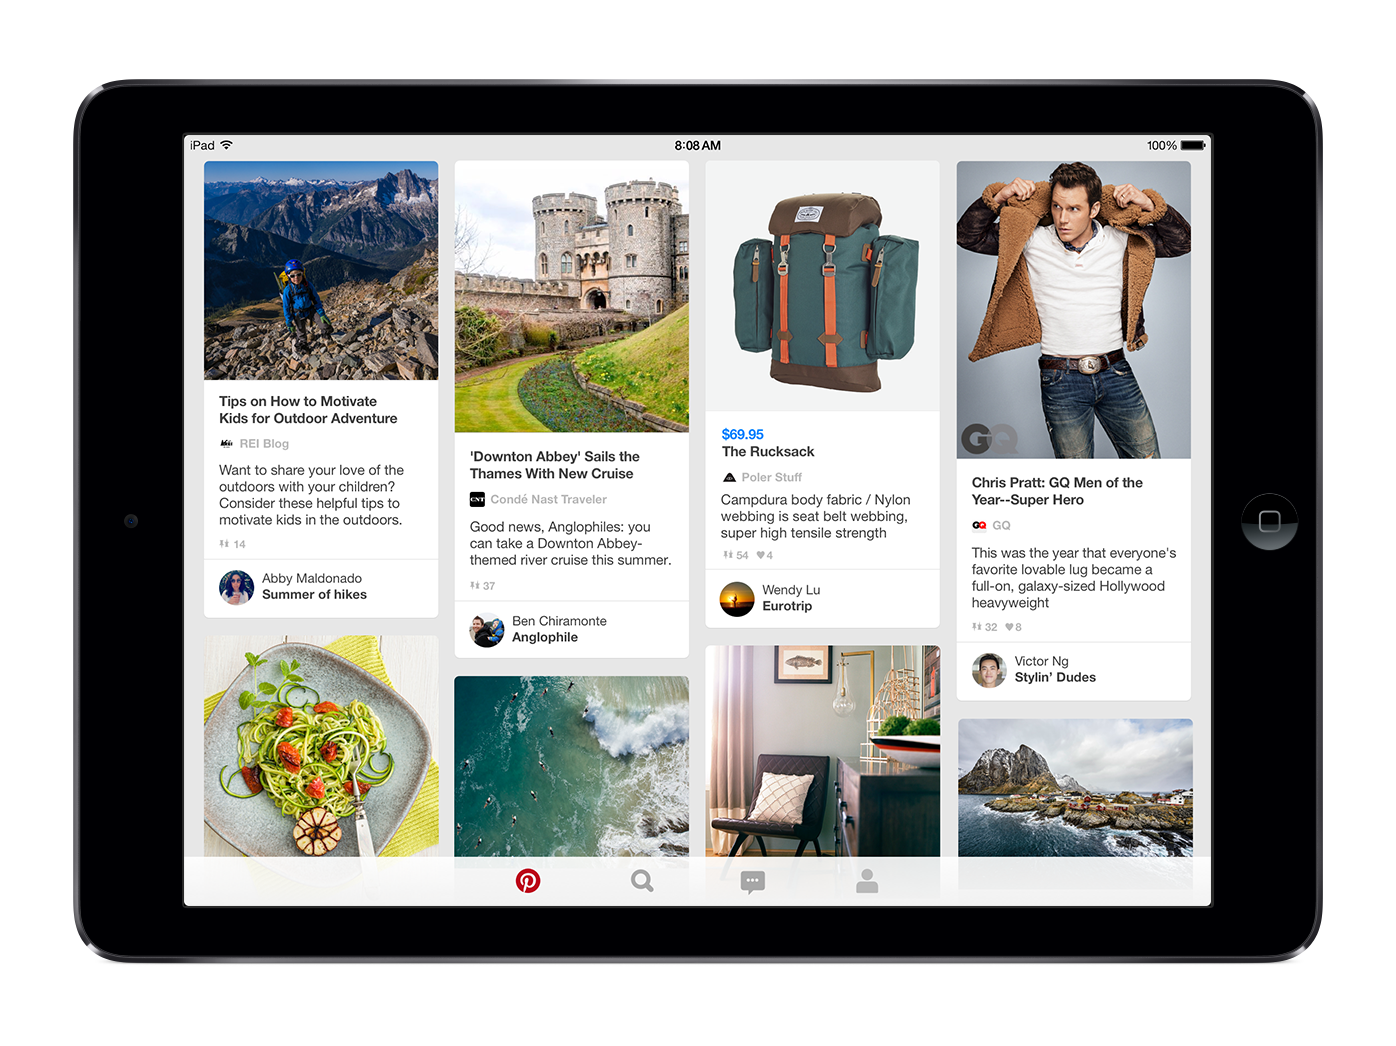 iPad
8:08 AM
100%
Tips on How to Motivate
Kids for Outdoor Adventure
REI Blog
Want to share your love of the
outdoors with your children?
Consider these helpful tips to
motivate kids in the outdoors.
14
Abby Maldonado
Summer of hikes
'Downton Abbey' Sails the
Thames With New Cruise
CNT
Condé Nast Traveler
Good news, Anglophiles: you
can take a Downton Abbey-
themed river cruise this summer.
37
Ben Chiramonte
Anglophile
$69.95
The Rucksack
Poler Stuff
Campdura body fabric / Nylon
webbing is seat belt webbing,
super high tensile strength
54 4
Wendy Lu
Eurotrip
GQ
Chris Pratt: GQ Men of the
Year--Super Hero
GQ GQ
This was the year that everyone's
favorite lovable lug became a
full-on, galaxy-sized Hollywood
heavyweight
32 8
Victor Ng
Stylin' Dudes